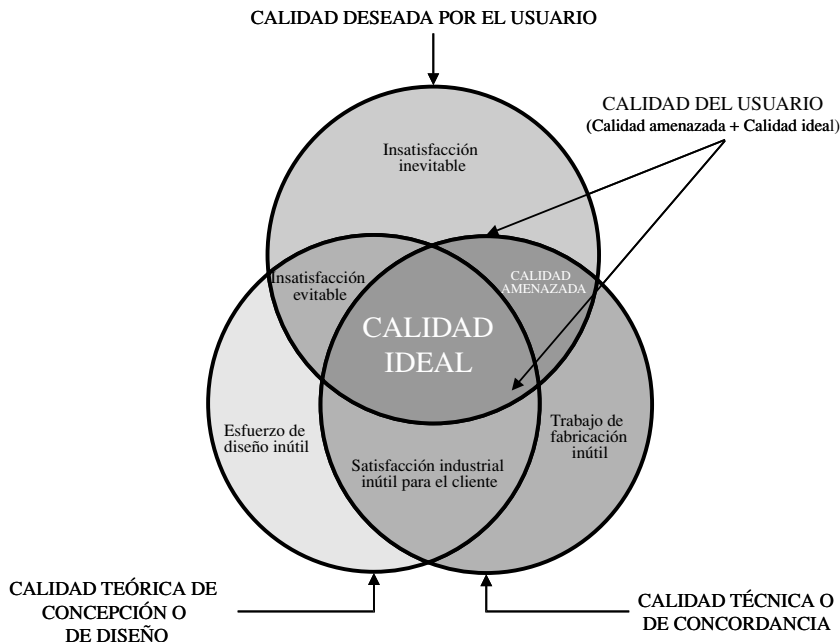 CALIDAD DESEADA POR EL USUARIO
CALIDAD DEL USUARIO
(Calidad amenazada + Calidad ideal)
Insatisfacción
inevitable
Insatisfacción
evitable
CALIDAD
AMENAZADA
CALIDAD
IDEAL
Esfuerzo de
diseño inútil
Trabajo de
fabricación
inútil
Satisfacción industrial
inútil para el cliente
CALIDAD TEÓRICA DE
CONCEPCIÓN O
DE DISEÑO
CALIDAD TÉCNICA O
DE CONCORDANCIA